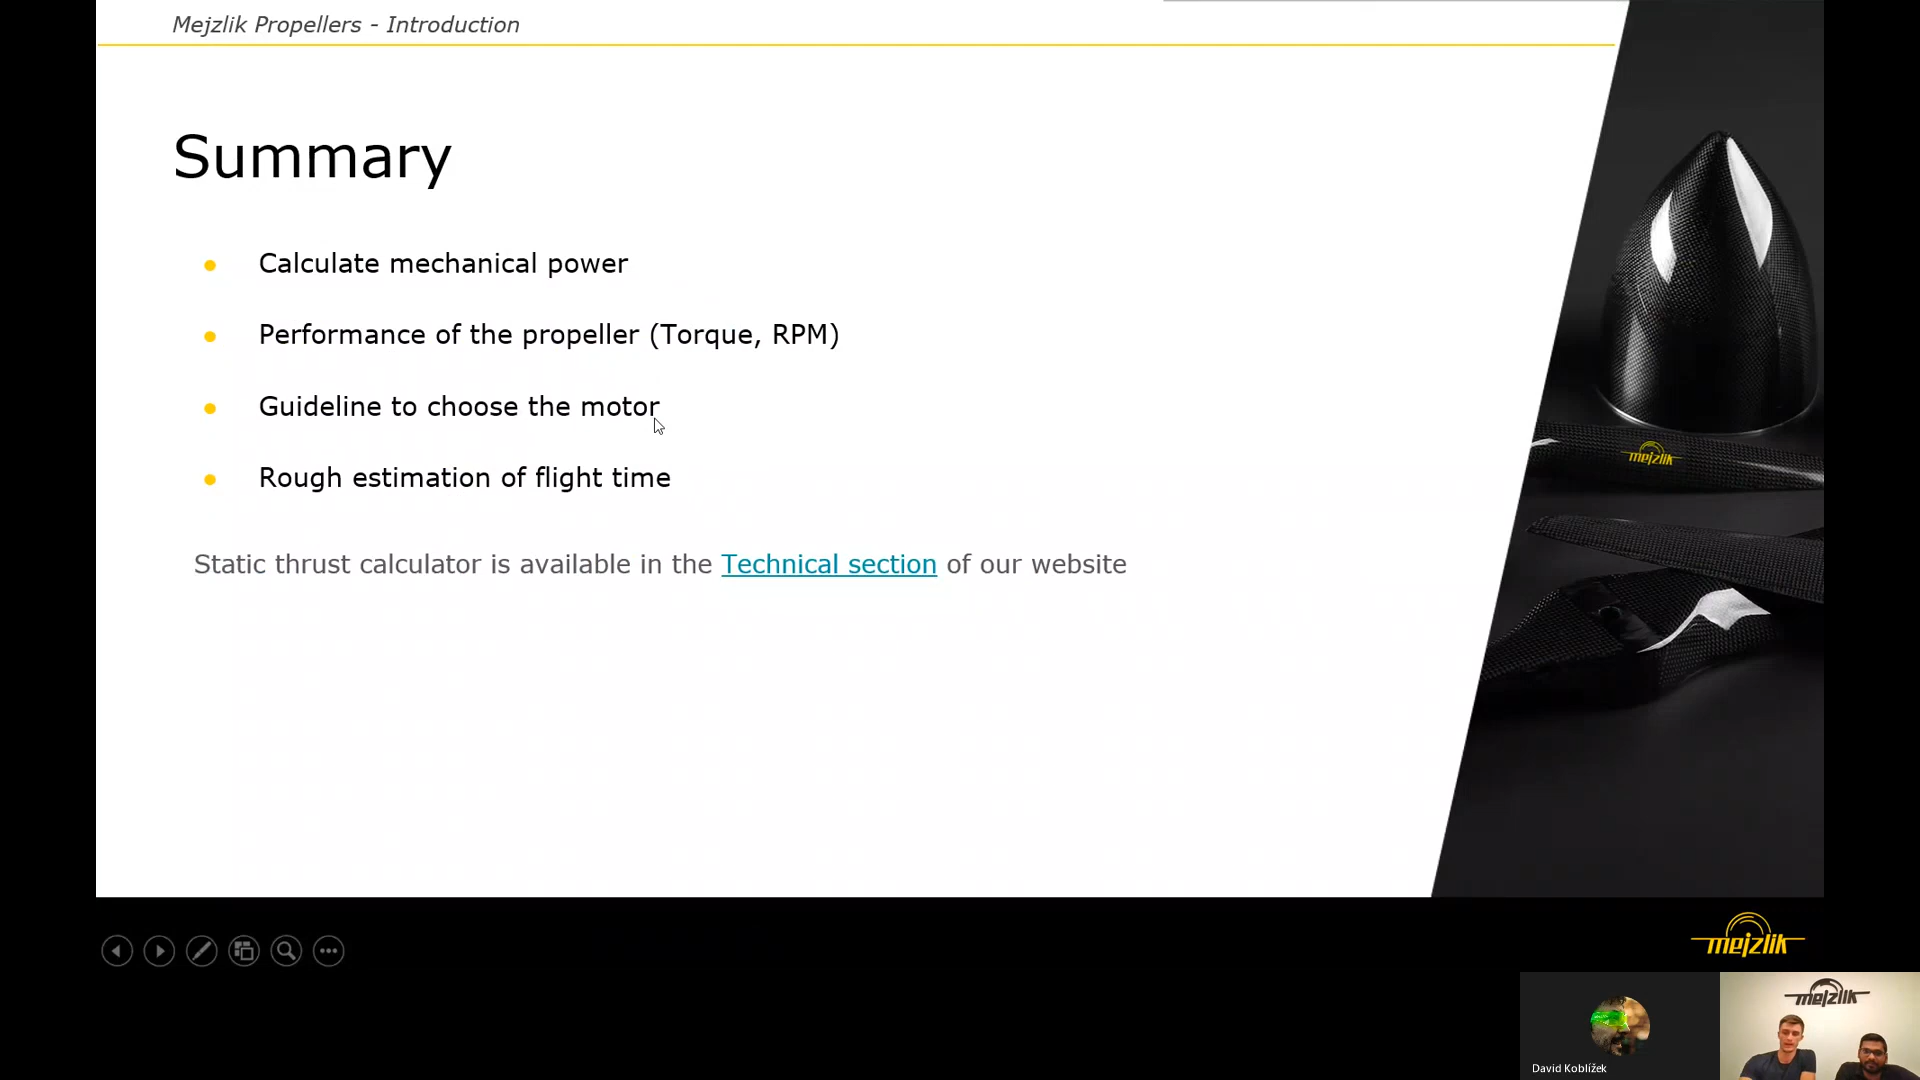 Mejzlik Propellers - Introduction
Summary
Calculate mechanical power
Performance of the propeller (Torque, RPM)
Guideline to choose the motor
Rough estimation of flight time
Static thrust calculator is available in the Technical section of our website
mejzlik
mejzlik
mejzlik
David Koblížek